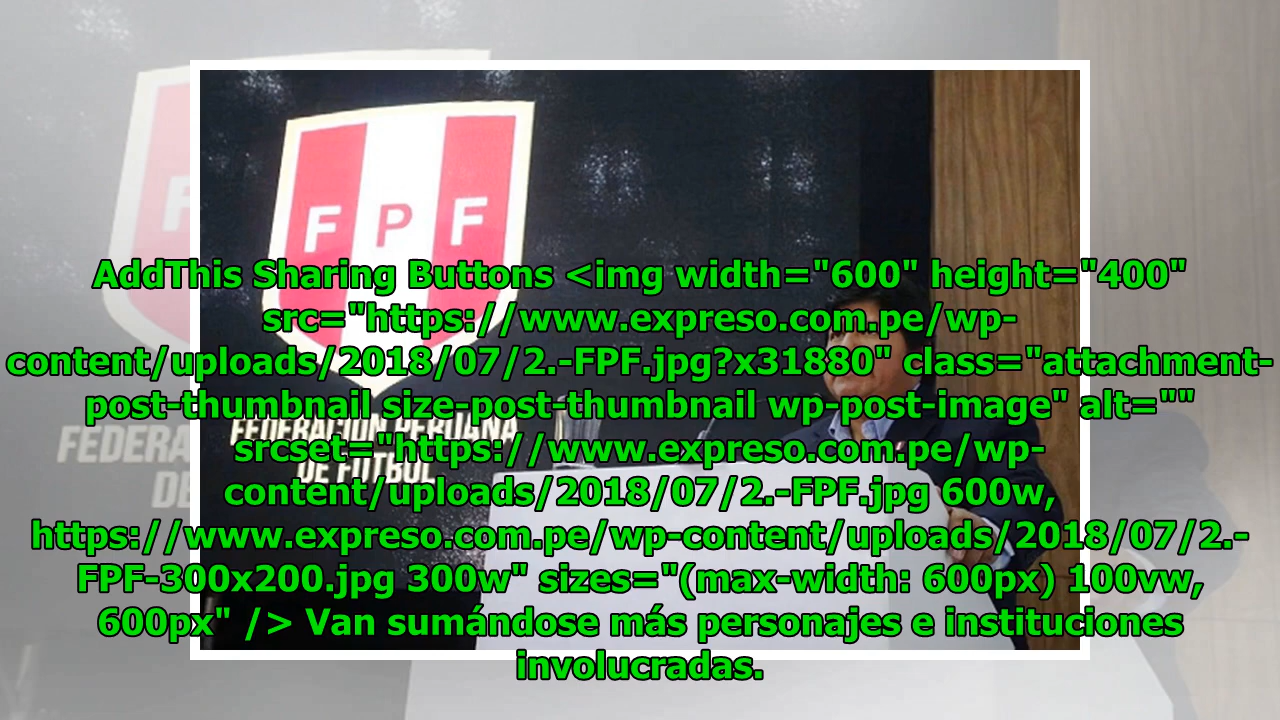 FPF
F
AddThis Sharing Buttons <img width="600" height="400"
src="https://www.expreso.com.pe/wp-
content/uploads/2018/07/2.-FPF.jpg?x31880" class="attachment-
post-thumbnail size-post-thumbnail wp-post-image" alt=""
FEDERACIÓN PERUANA
DE FÚTBOL
srcset="https://www.expreso.com.pe/wp-
content/uploads/2018/07/2.-FPF.jpg 600w,
https://www.expreso.com.pe/wp-content/uploads/2018/07/2.-
FPF-300x200.jpg 300w" sizes="(max-width: 600px) 100vw,
600px" /> Van sumándose más personajes e instituciones
involucradas.